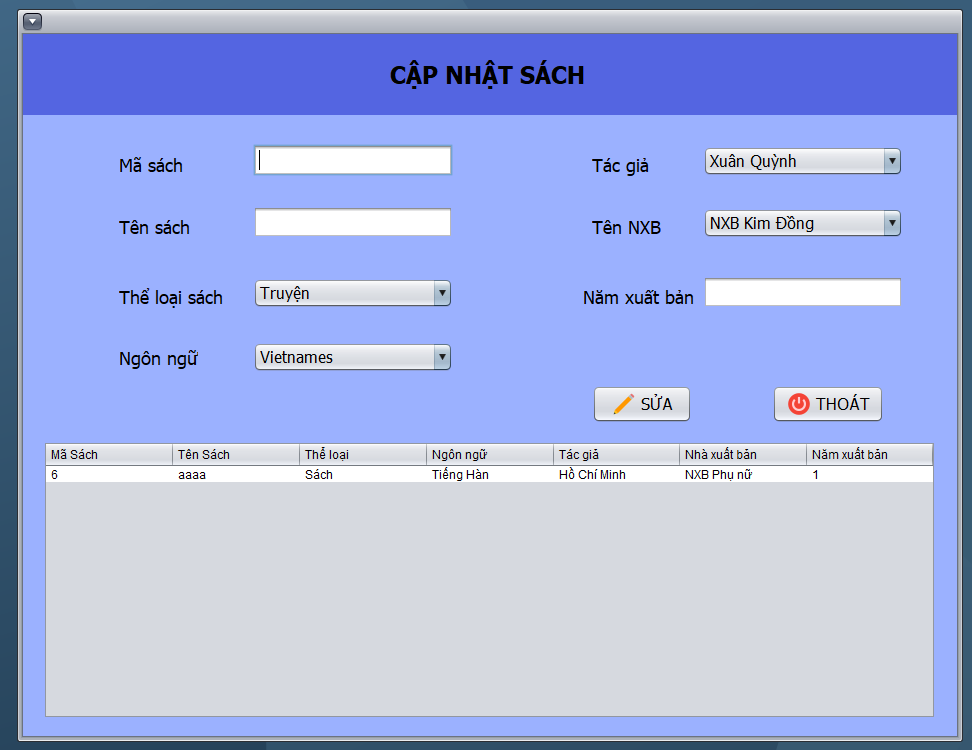 CẬP NHẬT SÁCH
Mã sách
Tác giả
Xuân Quỳnh
Tên sách
Tên NXB
NXB Kim Đồng
Thể loại sách
Truyện
Năm xuất bản
Ngôn ngữ
Vietnames
SỬA
THOÁT
Mã Sách Tên Sách Thể loại Ngôn ngữ Tác giả Nhà xuất bản Năm xuất bản
6 aaaa Sách Tiếng Hàn Hồ Chí Minh NXB Phụ nữ 1